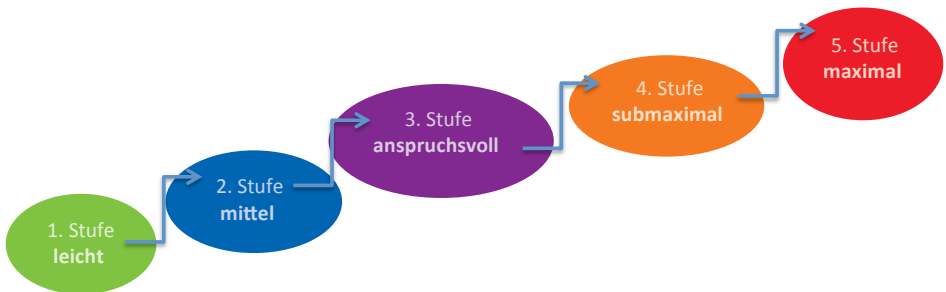 1. Stufe
leicht
2. Stufe
mittel
3. Stufe
anspruchsvoll
4. Stufe
submaximal
5. Stufe
maximal